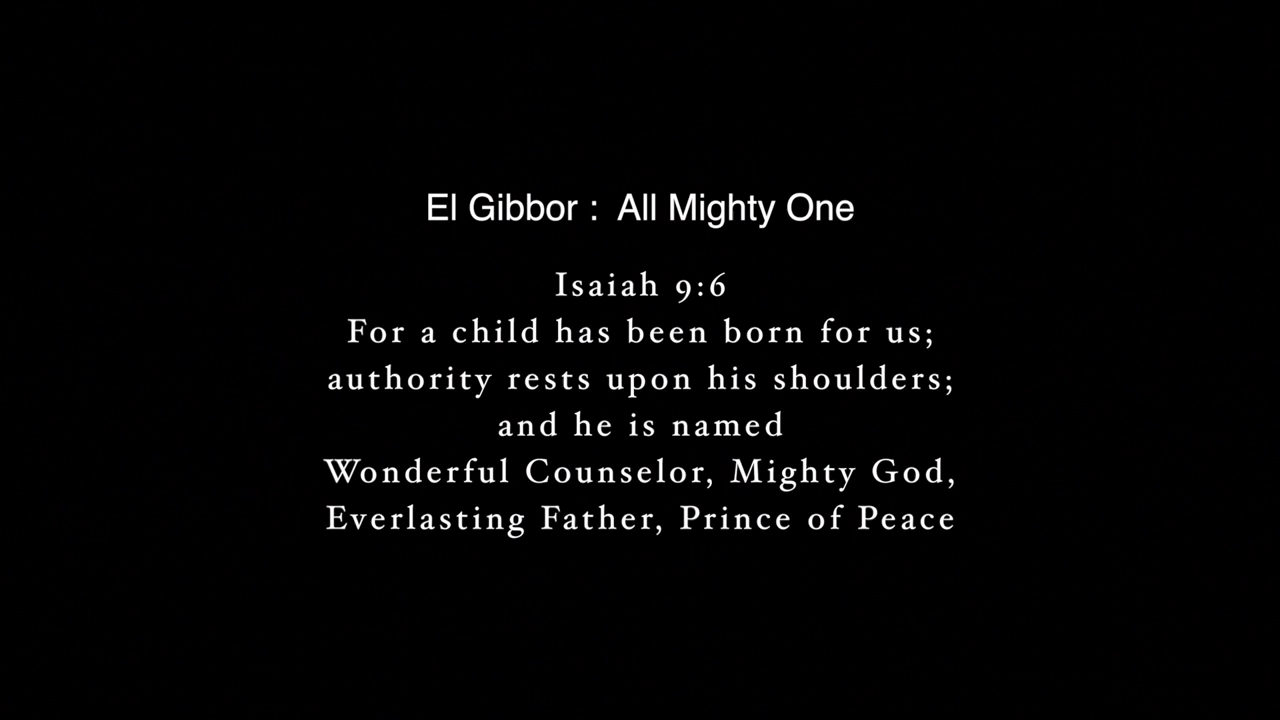 El Gibbor :  All Mighty One
Isaiah 9:6
For a child has been born for us;
authority rests upon his shoulders;
and he is named
Wonderful Counselor, Mighty God,
Everlasting Father, Prince of Peace